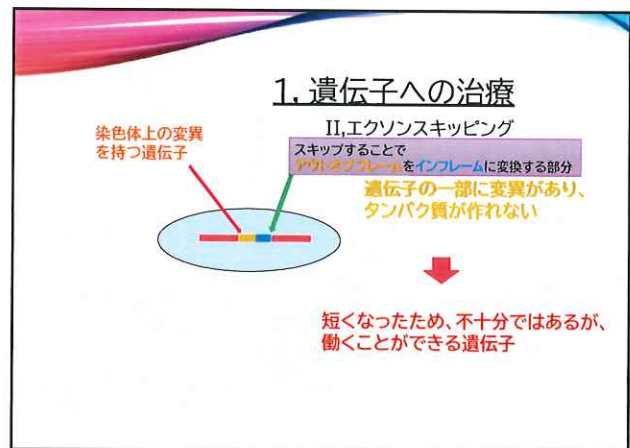 1, 遺伝子への治療
II,エクソンスキッピング
染色体上の変異
を持つ遺伝子
スキップすることで
アウトオブフレームをインフレームに変換する部分
遺伝子の一部に変異があり、
タンパク質が作れない
短くなったため、不十分ではあるが、
働くことができる遺伝子